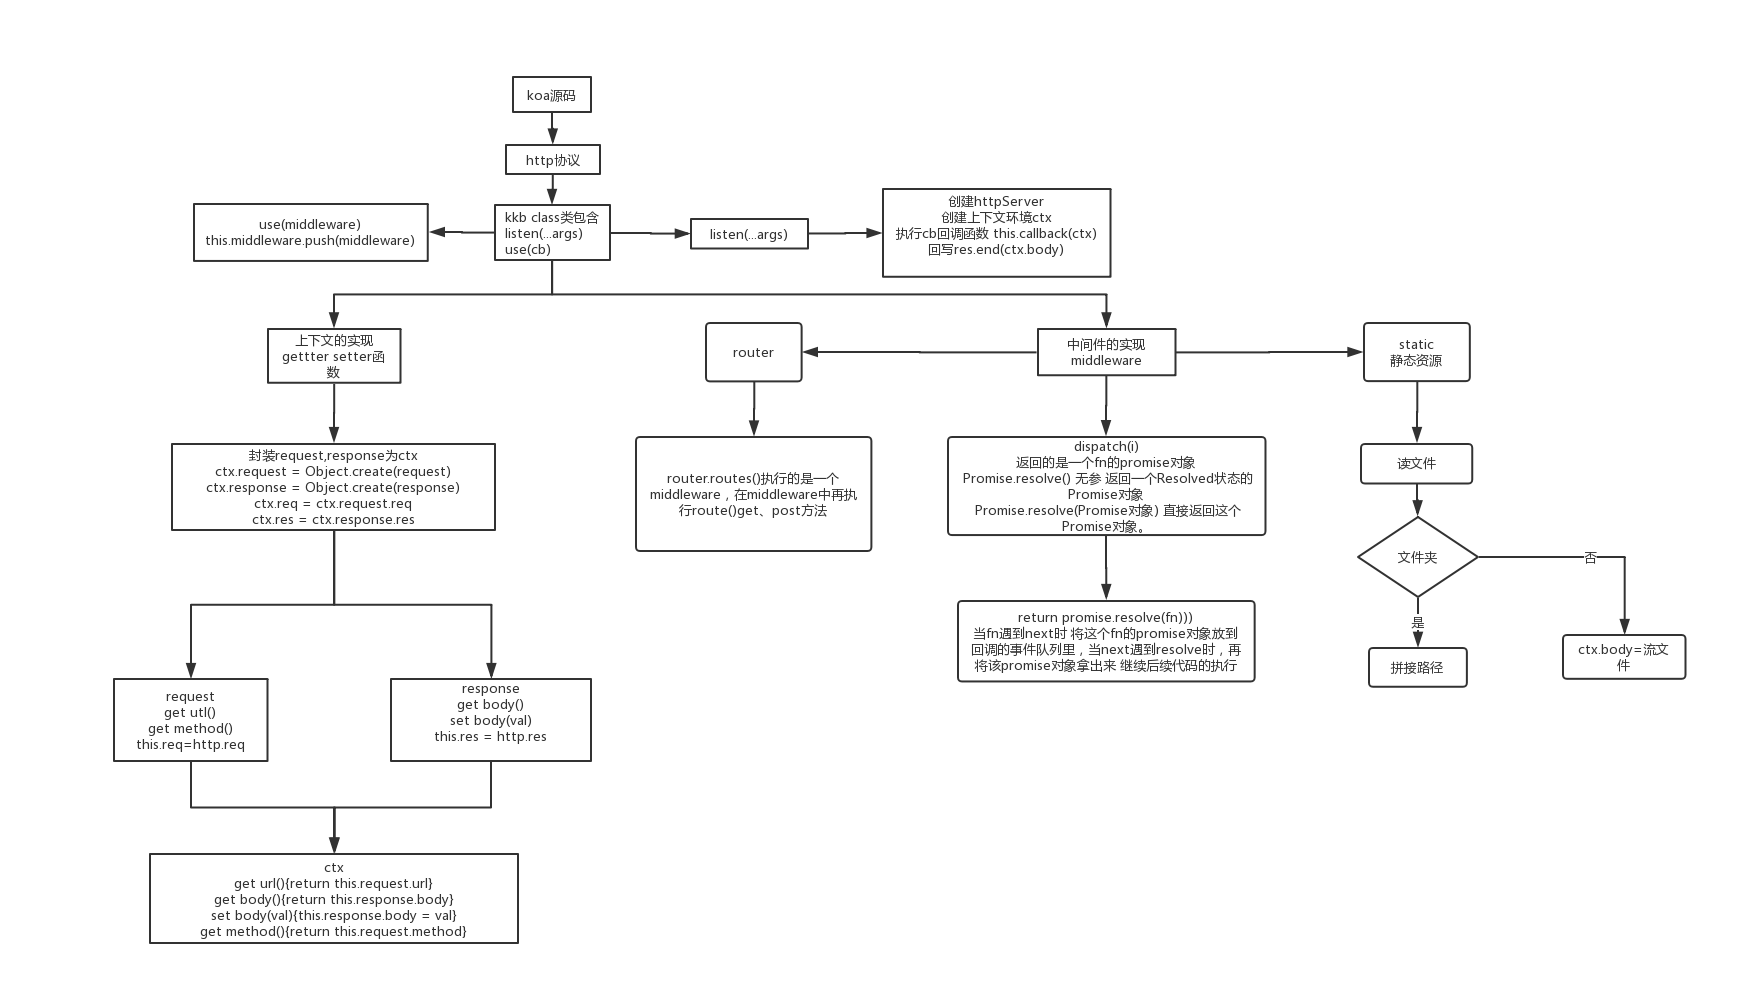 koa源码
http协议
use(middleware)
this.middleware.push(middleware)
kkb class类包含
listen(...args)
use(cb)
listen(...args)
创建httpServer
创建上下文环境ctx
执行cb回调函数 this.callback(ctx)
回写res.end(ctx.body)
上下文的实现
gettter setter函
数
router
中间件的实现
middleware
static
静态资源
封装request,response为ctx
ctx.request = Object.create(request)
ctx.response = Object.create(response)
ctx.req = ctx.request.req
ctx.res = ctx.response.res
router.routes()执行的是一个
middleware，在middleware中再执
行route()get、post方法
dispatch(i)
返回的是一个fn的promise对象
Promise.resolve() 无参 返回一个Resolved状态的
Promise对象
Promise.resolve(Promise对象) 直接返回这个
Promise对象。
读文件
文件夹
否
是
return promise.resolve(fn)))
当fn遇到next时 将这个fn的promise对象放到
回调的事件队列里，当next遇到resolve时，再
将该promise对象拿出来 继续后续代码的执行
拼接路径
ctx.body=流文
件
request
get utl()
get method()
this.req=http.req
response
get body()
set body(val)
this.res = http.res
ctx
get url(){return this.request.url}
get body(){return this.response.body}
set body(val){this.response.body = val}
get method(){return this.request.method}